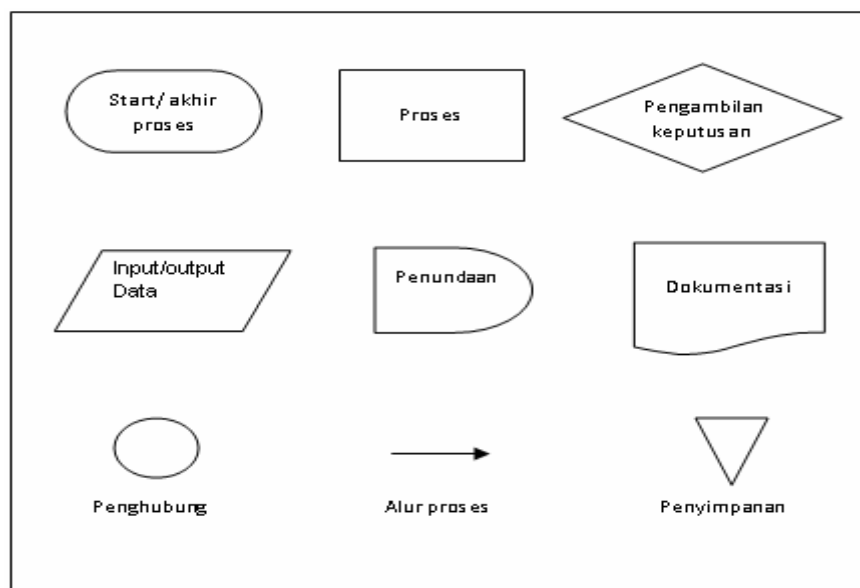 Start/ akhir
proses
Proses
Pengambilan
keputusan
Input/output
Data
Penundaan
Dokumentasi
Penghubung
Alur proses
Penyimpanan